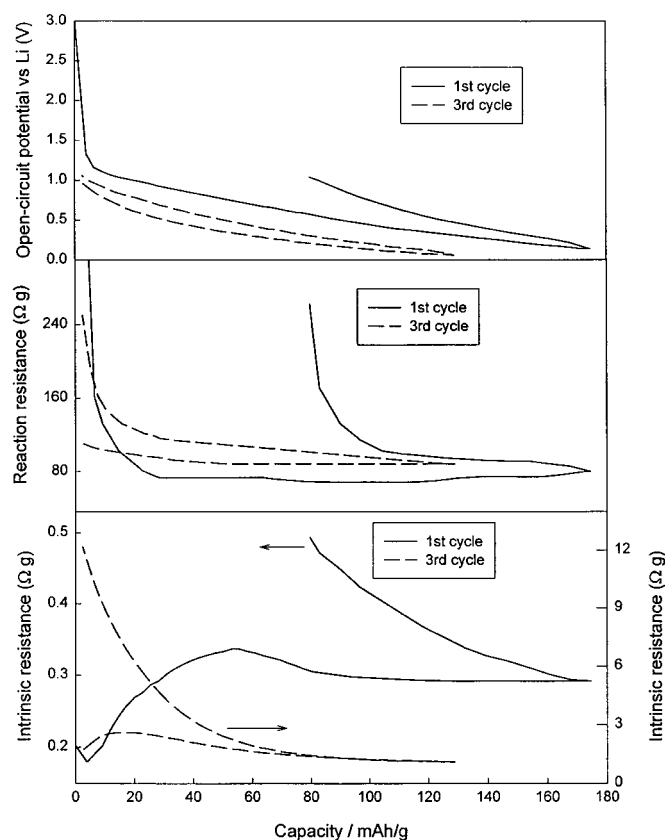 Open-circuit potential vs Li (V)
3.0
2.5
2.0
1.5
1.0
0.5
0.0
1st cycle
3rd cycle
Reaction resistance (Ω g)
240
160
80
1st cycle
3rd cycle
Intrinsic resistance (Ω g)
0.5
0.4
0.3
0.2
1st cycle
3rd cycle
12
9
6
3
0
Intrinsic resistance (Ω g)
0 20 40 60 80 100 120 140 160 180
Capacity / mAh/g